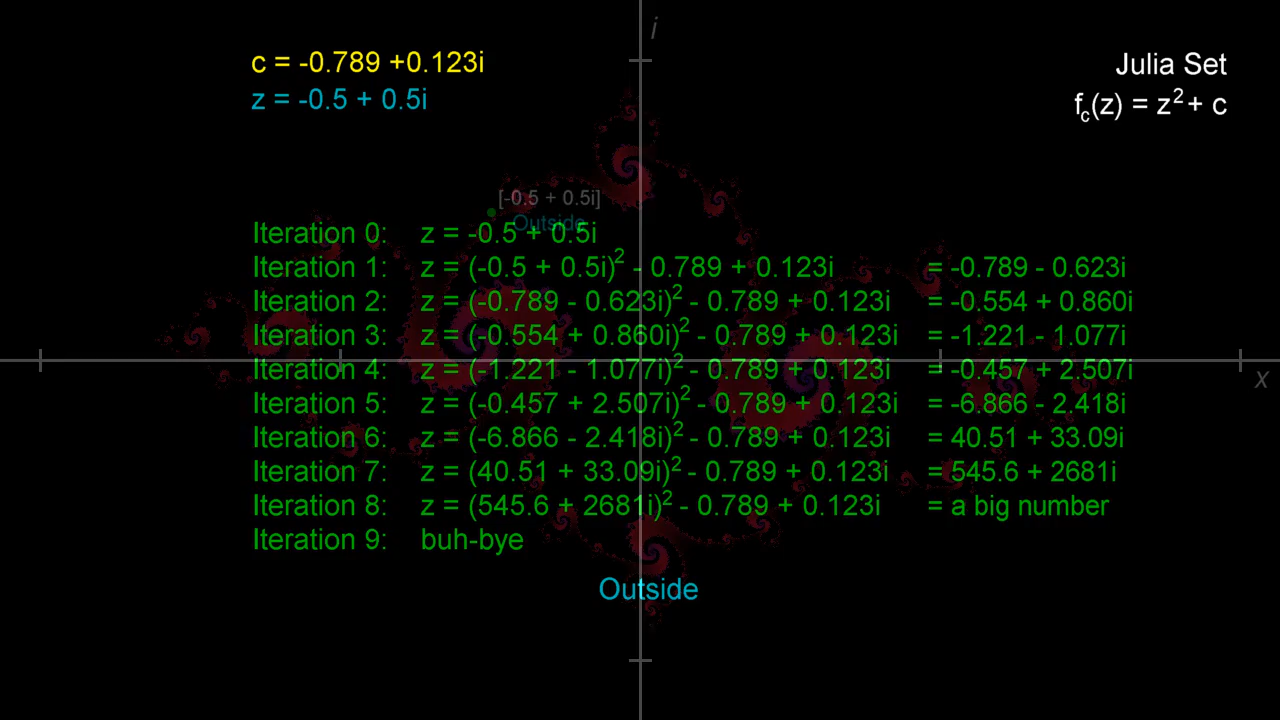 i
c = -0.789 +0.123i
Julia Set
z = -0.5 + 0.5i
fc(z) = z² + c
[-0.5 + 0.5i]
Outside
Iteration 0: z = -0.5 + 0.5i
Iteration 1: z = (-0.5 + 0.5i)² - 0.789 + 0.123i = -0.789 - 0.623i
Iteration 2: z = (-0.789 - 0.623i)² - 0.789 + 0.123i = -0.554 + 0.860i
Iteration 3: z = (-0.554 + 0.860i)² - 0.789 + 0.123i = -1.221 - 1.077i
Iteration 4: z = (-1.221 - 1.077i)² - 0.789 + 0.123i = -0.457 + 2.507i
x
Iteration 5: z = (-0.457 + 2.507i)² - 0.789 + 0.123i = -6.866 - 2.418i
Iteration 6: z = (-6.866 - 2.418i)² - 0.789 + 0.123i = 40.51 + 33.09i
Iteration 7: z = (40.51 + 33.09i)² - 0.789 + 0.123i = 545.6 + 2681i
Iteration 8: z = (545.6 + 2681i)² - 0.789 + 0.123i = a big number
Iteration 9: buh-bye
Outside